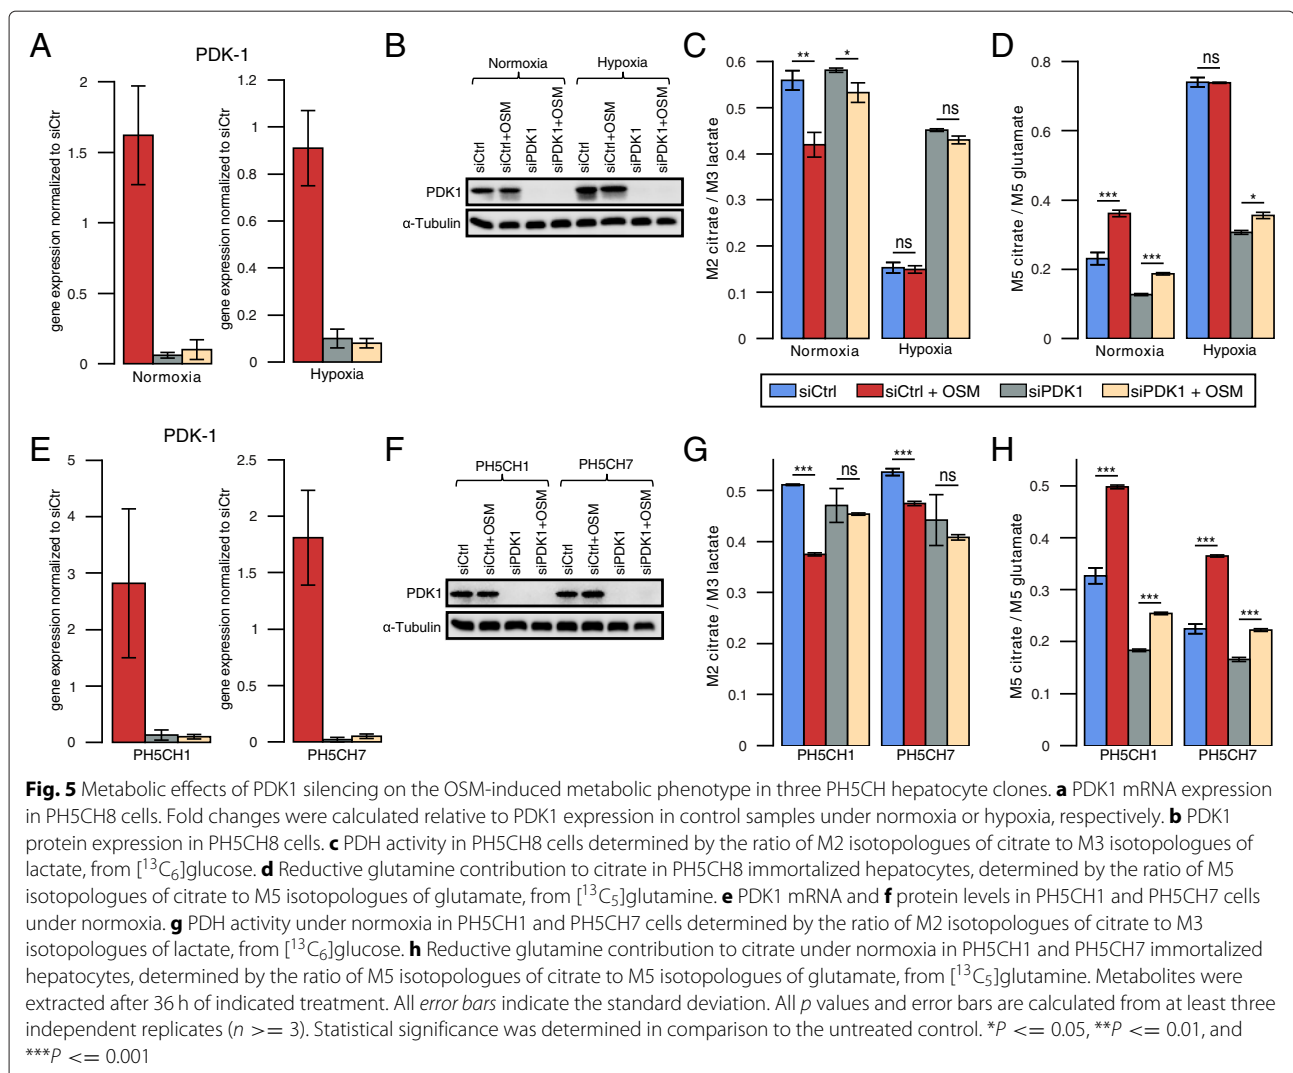 A
PDK-1
gene expression normalized to siCtr
2
1.5
1
0.5
0
Normoxia
gene expression normalized to siCtr
1.2
1
0.8
0.6
0.4
0.2
0
Hypoxia
B
Normoxia Hypoxia
siCtrl siCtrl+OSM siPDK1 siPDK1+OSM siCtrl siCtrl+OSM siPDK1 siPDK1+OSM
PDK1
α-Tubulin
C
M2 citrate / M3 lactate
0.6
0.5
0.4
0.3
0.2
0.1
0
** * ns ns
Normoxia Hypoxia
D
M5 citrate / M5 glutamate
0.8
0.6
0.4
0.2
0
*** *** ns *
Normoxia Hypoxia
siCtrl siCtrl + OSM siPDK1 siPDK1 + OSM
E
PDK-1
gene expression normalized to siCtr
5
4
3
2
1
0
PH5CH1
gene expression normalized to siCtr
2.5
2
1.5
1
0.5
0
PH5CH7
F
PH5CH1 PH5CH7
siCtrl siCtrl+OSM siPDK1 siPDK1+OSM siCtrl siCtrl+OSM siPDK1 siPDK1+OSM
PDK1
α-Tubulin
G
M2 citrate / M3 lactate
0.5
0.4
0.3
0.2
0.1
0
*** ns *** ns
PH5CH1 PH5CH7
H
M5 citrate / M5 glutamate
0.5
0.4
0.3
0.2
0.1
0
*** *** *** ***
PH5CH1 PH5CH7
Fig. 5 Metabolic effects of PDK1 silencing on the OSM-induced metabolic phenotype in three PH5CH hepatocyte clones. a PDK1 mRNA expression
in PH5CH8 cells. Fold changes were calculated relative to PDK1 expression in control samples under normoxia or hypoxia, respectively. b PDK1
protein expression in PH5CH8 cells. c PDH activity in PH5CH8 cells determined by the ratio of M2 isotopologues of citrate to M3 isotopologues of
lactate, from [¹³C₆]glucose. d Reductive glutamine contribution to citrate in PH5CH8 immortalized hepatocytes, determined by the ratio of M5
isotopologues of citrate to M5 isotopologues of glutamate, from [¹³C₅]glutamine. e PDK1 mRNA and f protein levels in PH5CH1 and PH5CH7 cells
under normoxia. g PDH activity under normoxia in PH5CH1 and PH5CH7 cells determined by the ratio of M2 isotopologues of citrate to M3
isotopologues of lactate, from [¹³C₆]glucose. h Reductive glutamine contribution to citrate under normoxia in PH5CH1 and PH5CH7 immortalized
hepatocytes, determined by the ratio of M5 isotopologues of citrate to M5 isotopologues of glutamate, from [¹³C₅]glutamine. Metabolites were
extracted after 36 h of indicated treatment. All error bars indicate the standard deviation. All p values and error bars are calculated from at least three
independent replicates (n >= 3). Statistical significance was determined in comparison to the untreated control. *P <= 0.05, **P <= 0.01, and
***P <= 0.001